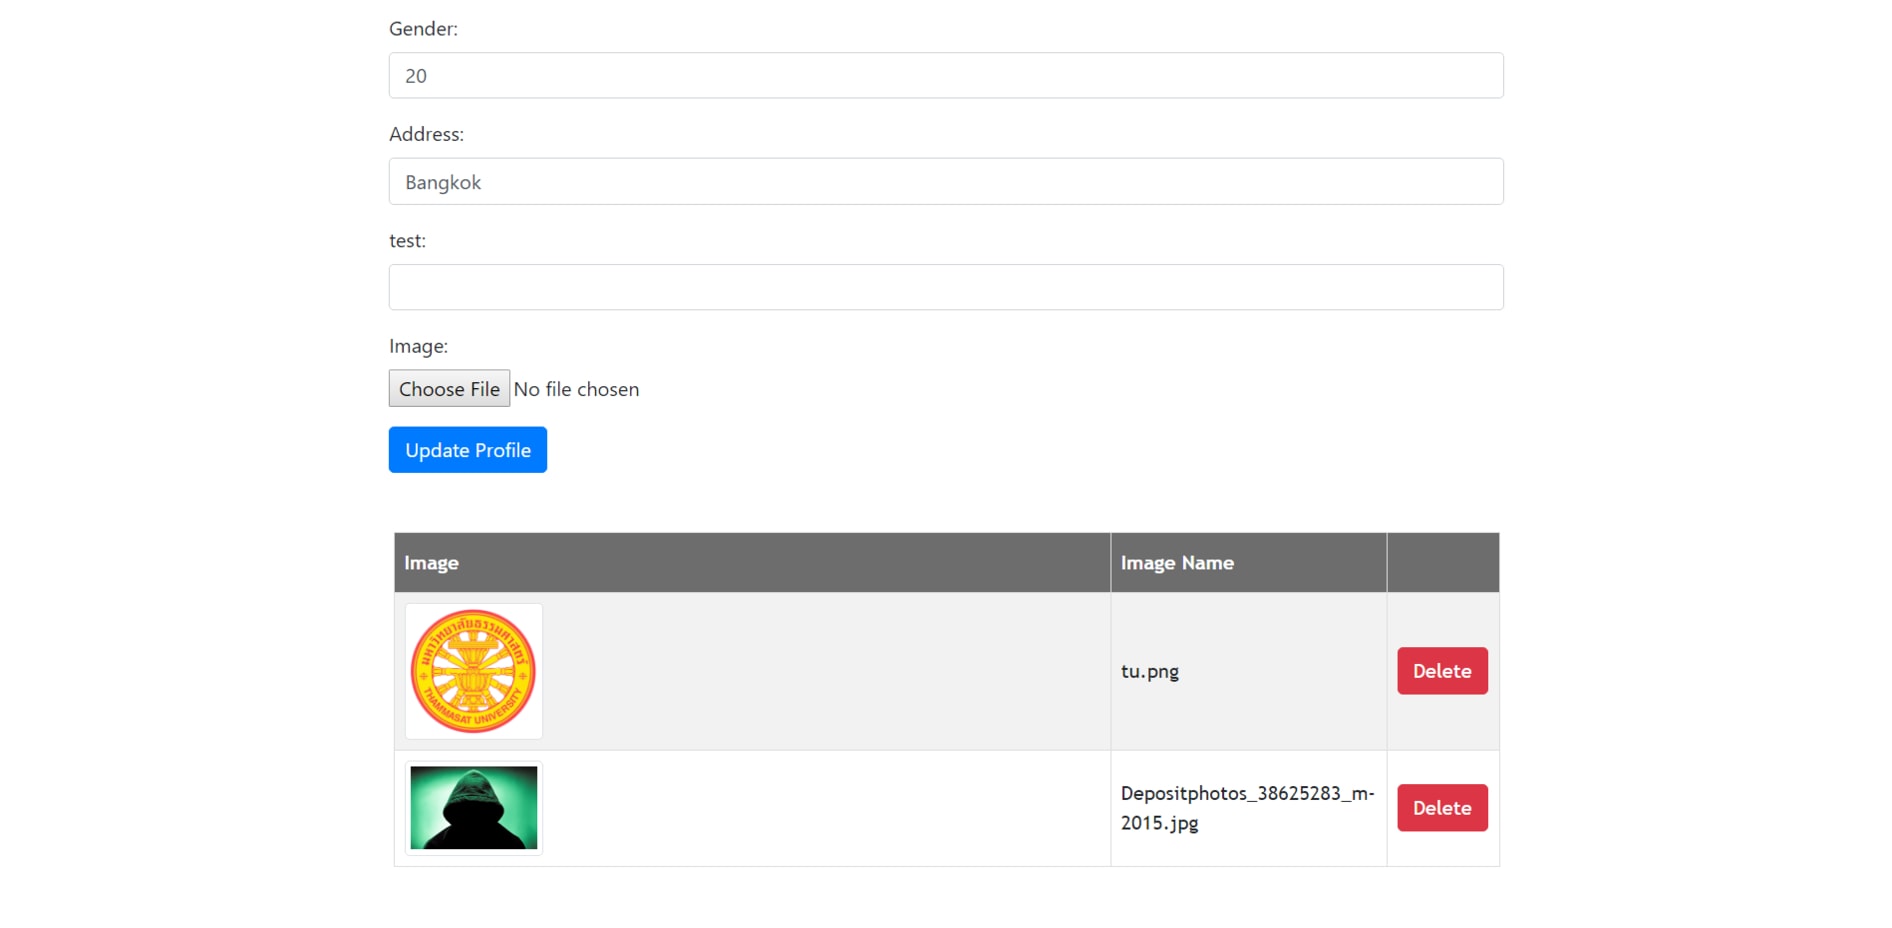 Gender:
20
Address:
Bangkok
test:
Image:
Choose File No file chosen
Update Profile
Image Image Name
มหาวิทยาลัยธรรมศาสตร์
THAMMASAT UNIVERSITY
tu.png
Delete
Depositphotos_38625283_m-
2015.jpg
Delete